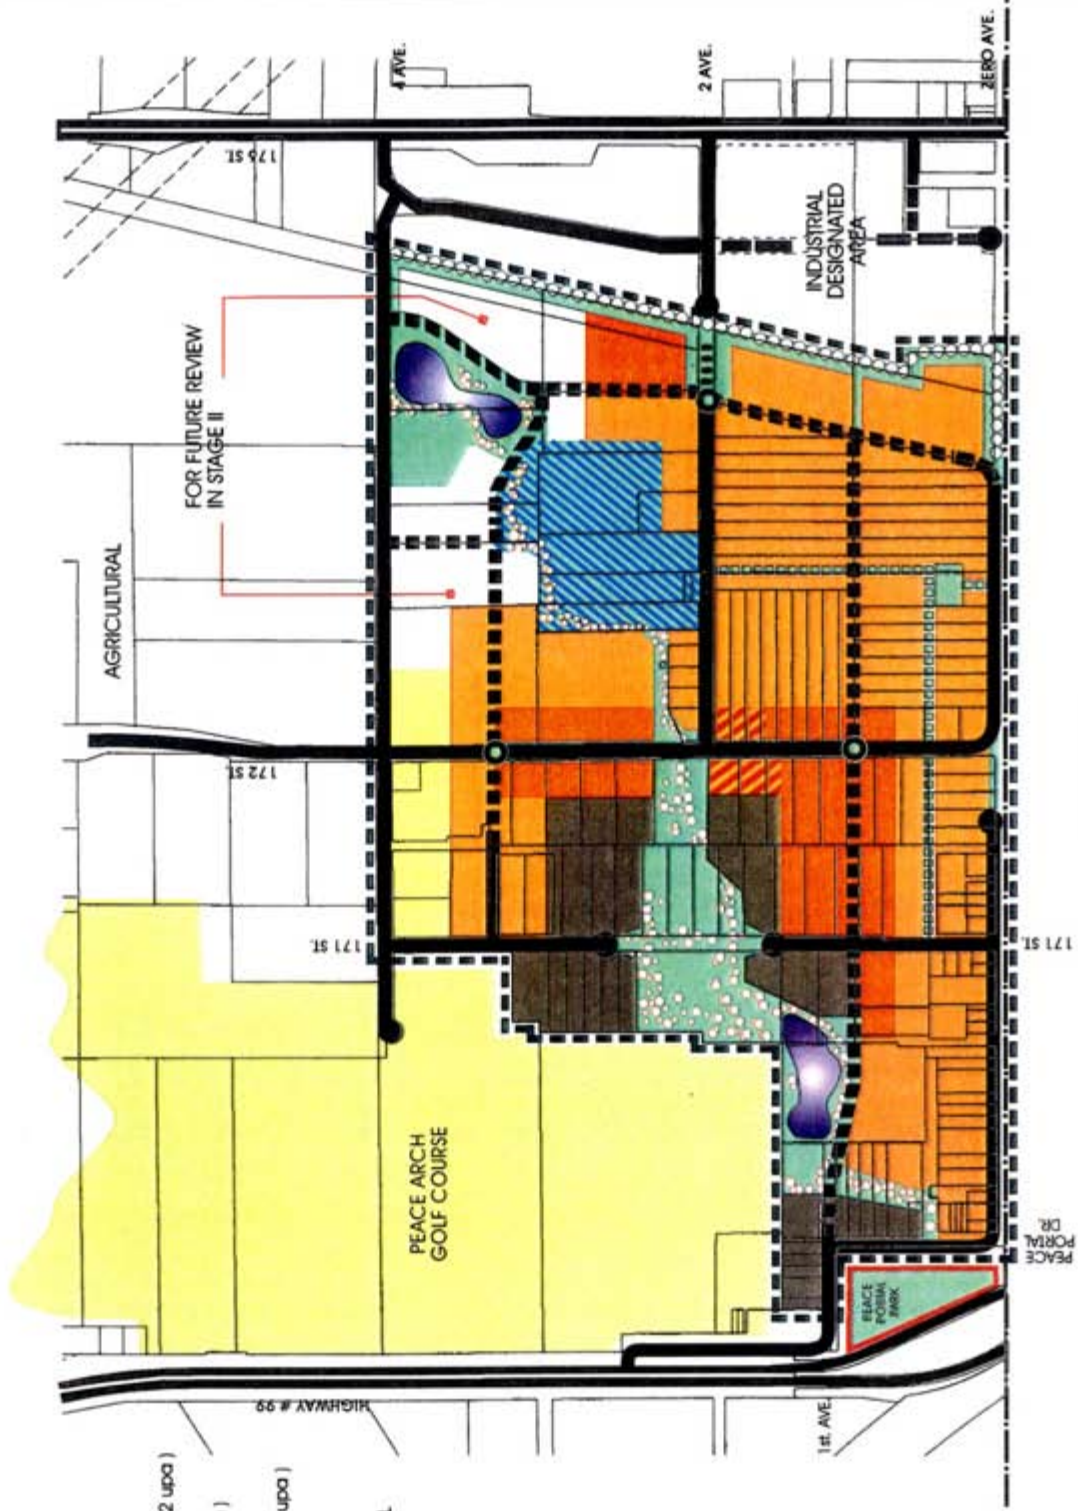 4 AVE.
2 AVE.
ZERO AVE.
176 ST.
INDUSTRIAL
DESIGNATED
AREA
FOR FUTURE REVIEW
IN STAGE II
AGRICULTURAL
172 ST.
171 ST.
171 ST.
PEACE ARCH
GOLF COURSE
PEACE
PORTAL
DR.
PEACE
PORTAL
PARK
HIGHWAY # 99
1st. AVE.
2 upa )
)
upa )